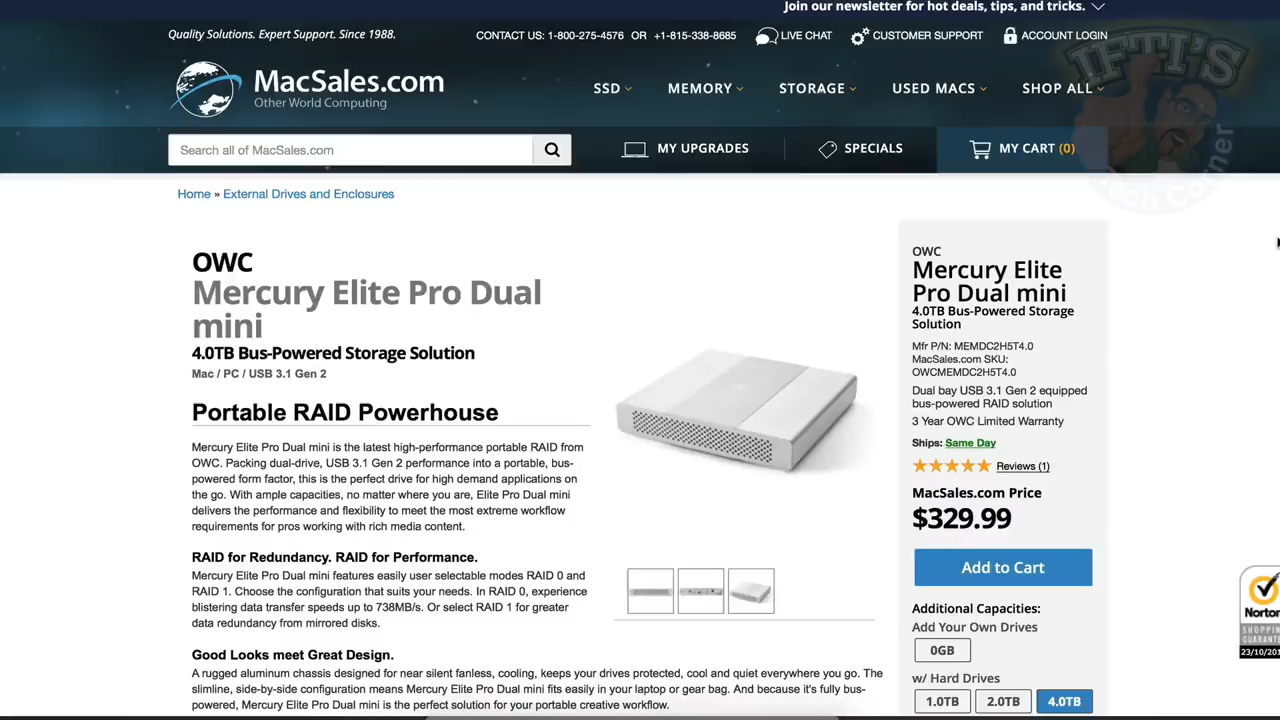 Join our newsletter for hot deals, tips, and tricks.
Quality Solutions. Expert Support. Since 1988.
CONTACT US: 1-800-275-4576 OR +1-815-338-8685
LIVE CHAT
CUSTOMER SUPPORT
ACCOUNT LOGIN
IFTI'S
Tech Corner
MacSales.com
Other World Computing
SSD
MEMORY
STORAGE
USED MACS
SHOP ALL
Search all of MacSales.com
MY UPGRADES
SPECIALS
MY CART (0)
Home » External Drives and Enclosures
OWC
Mercury Elite Pro Dual
mini
4.0TB Bus-Powered Storage Solution
Mac / PC / USB 3.1 Gen 2
Portable RAID Powerhouse
Mercury Elite Pro Dual mini is the latest high-performance portable RAID from
OWC. Packing dual-drive, USB 3.1 Gen 2 performance into a portable, bus-
powered form factor, this is the perfect drive for high demand applications on
the go. With ample capacities, no matter where you are, Elite Pro Dual mini
delivers the performance and flexibility to meet the most extreme workflow
requirements for pros working with rich media content.
RAID for Redundancy. RAID for Performance.
Mercury Elite Pro Dual mini features easily user selectable modes RAID 0 and
RAID 1. Choose the configuration that suits your needs. In RAID 0, experience
blistering data transfer speeds up to 738MB/s. Or select RAID 1 for greater
data redundancy from mirrored disks.
Good Looks meet Great Design.
A rugged aluminum chassis designed for near silent fanless, cooling, keeps your drives protected, cool and quiet everywhere you go. The
slimline, side-by-side configuration means Mercury Elite Pro Dual mini fits easily in your laptop or gear bag. And because it's fully bus-
powered, Mercury Elite Pro Dual mini is the perfect solution for your portable creative workflow.
OWC
Mercury Elite
Pro Dual mini
4.0TB Bus-Powered Storage
Solution
Mfr P/N: MEMDC2H5T4.0
MacSales.com SKU:
OWCMEMDC2H5T4.0
Dual bay USB 3.1 Gen 2 equipped
bus-powered RAID solution
3 Year OWC Limited Warranty
Ships: Same Day
Reviews (1)
MacSales.com Price
$329.99
Add to Cart
Additional Capacities:
Add Your Own Drives
0GB
w/ Hard Drives
1.0TB
2.0TB
4.0TB
Norton
SHOPPING
GUARANTE
23/10/201